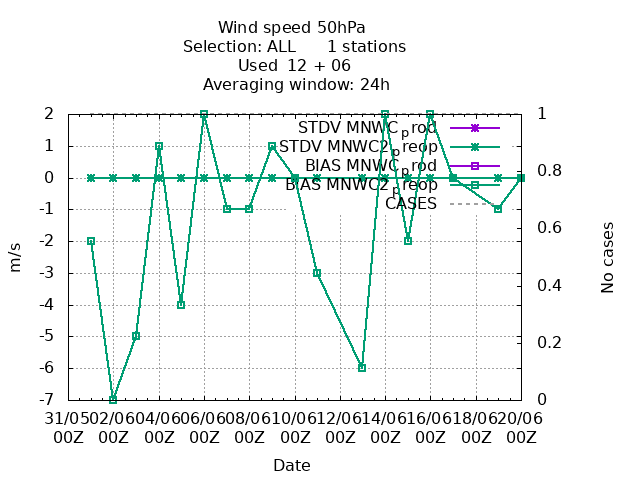 Wind speed 50hPa
Selection: ALL 1 stations
Used 12 + 06
Averaging window: 24h
2
1
0
-1
-2
-3
-4
-5
-6
-7
m/s
1
0.8
0.6
0.4
0.2
0
No cases
STDV MNWC_prod
STDV MNWC2_preop
BIAS MNWC_prod
BIAS MNWC2_preop
CASES
31/05 02/06 04/06 06/06 08/06 10/06 12/06 14/06 16/06 18/06 20/06
00Z 00Z 00Z 00Z 00Z 00Z 00Z 00Z 00Z 00Z 00Z
Date